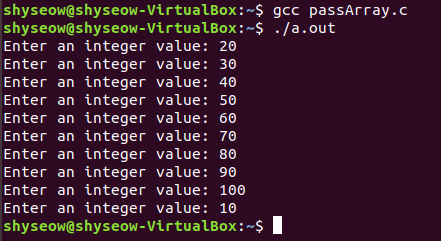 shyseow@shyseow-VirtualBox:~$ gcc passArray.c
shyseow@shyseow-VirtualBox:~$ ./a.out
Enter an integer value: 20
Enter an integer value: 30
Enter an integer value: 40
Enter an integer value: 50
Enter an integer value: 60
Enter an integer value: 70
Enter an integer value: 80
Enter an integer value: 90
Enter an integer value: 100
Enter an integer value: 10
shyseow@shyseow-VirtualBox:~$